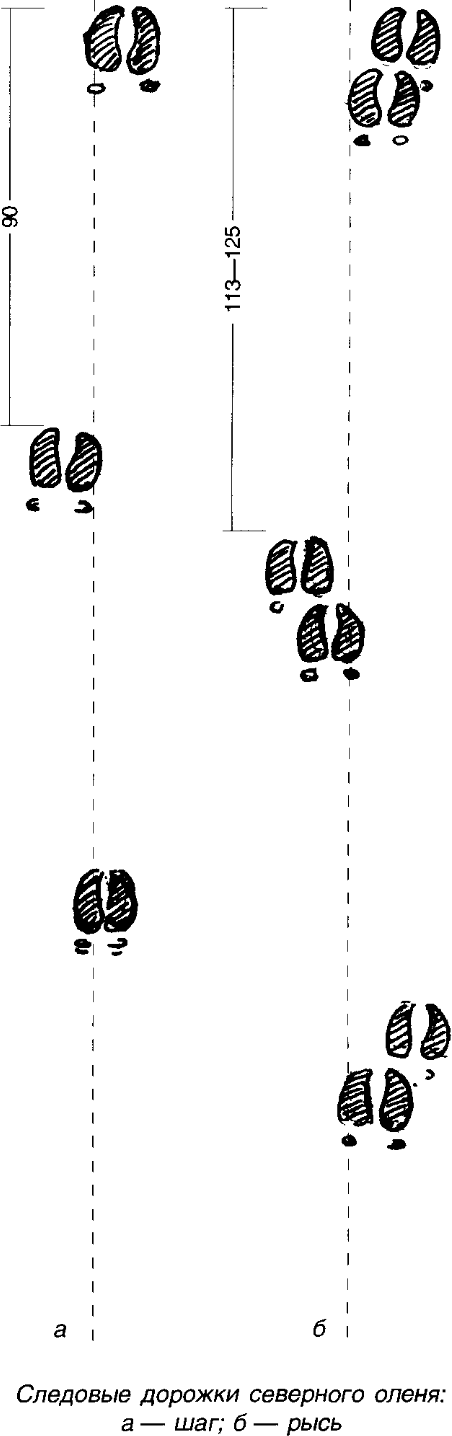 90
113—125
а
б
Следовые дорожки северного оленя:
а — шаг; б — рысь